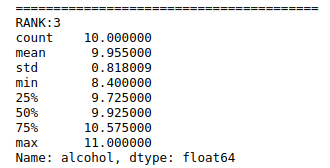 ========================================
RANK:3
count    10.000000
mean      9.955000
std       0.818009
min       8.400000
25%       9.725000
50%       9.925000
75%      10.575000
max      11.000000
Name: alcohol, dtype: float64